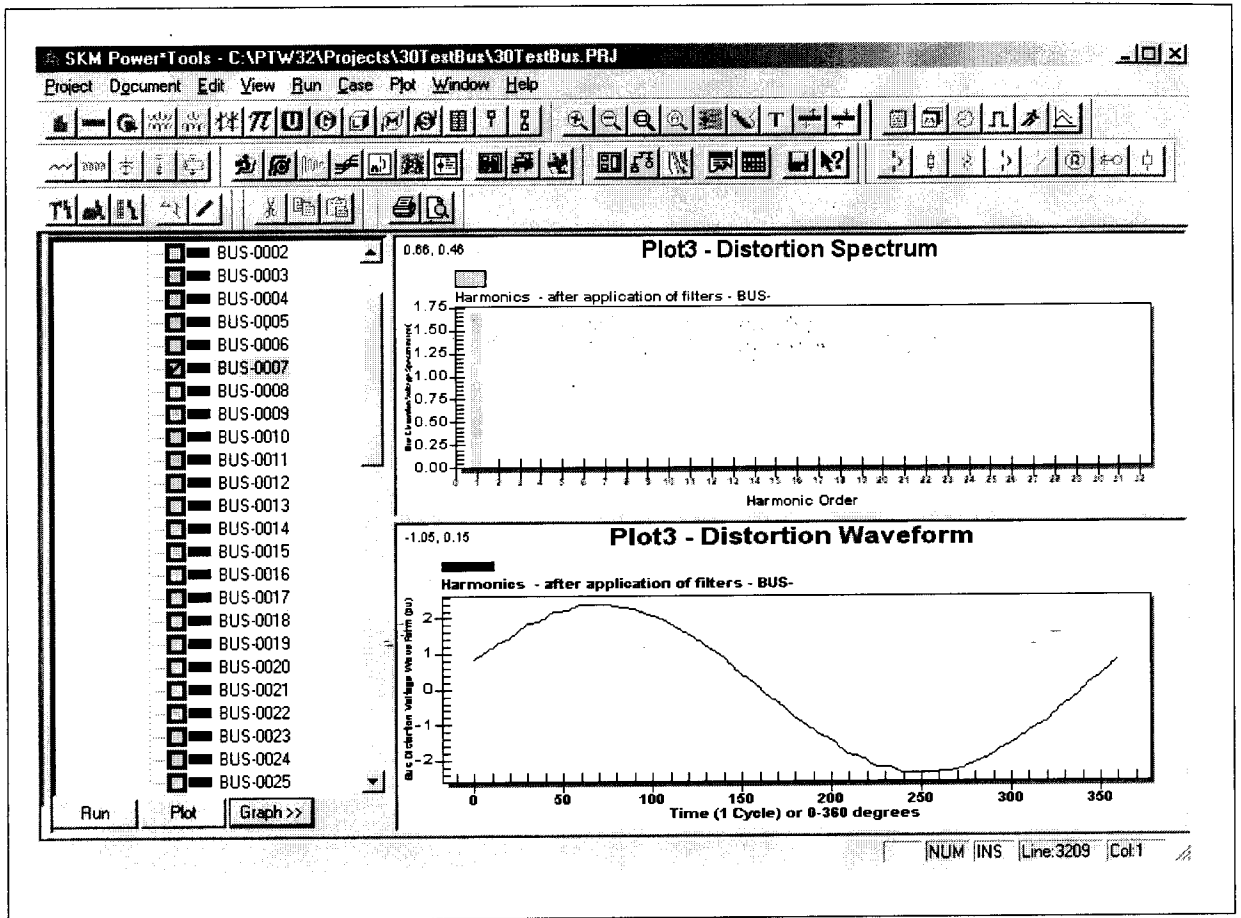 SKM Power*Tools - C:\PTW32\Projects\30TestBus\30TestBus.PRJ
Project Document Edit View Run Case Plot Window Help
BUS-0002
BUS-0003
BUS-0004
BUS-0005
BUS-0006
BUS-0007
BUS-0008
BUS-0009
BUS-0010
BUS-0011
BUS-0012
BUS-0013
BUS-0014
BUS-0015
BUS-0016
BUS-0017
BUS-0018
BUS-0019
BUS-0020
BUS-0021
BUS-0022
BUS-0023
BUS-0024
BUS-0025
Run Plot Graph >>
0.66, 0.46
Plot3 - Distortion Spectrum
Harmonics - after application of filters - BUS-
1.75
1.50
1.25
1.00
0.75
0.50
0.25
0.00
Harmonic Order
-1.05, 0.15
Plot3 - Distortion Waveform
Harmonics - after application of filters - BUS-
Bus Distortion Voltage Wave Form (pu)
2
1
0
-1
-2
0 50 100 150 200 250 300 350
Time (1 Cycle) or 0-360 degrees
NUM INS Line:3209 Col:1